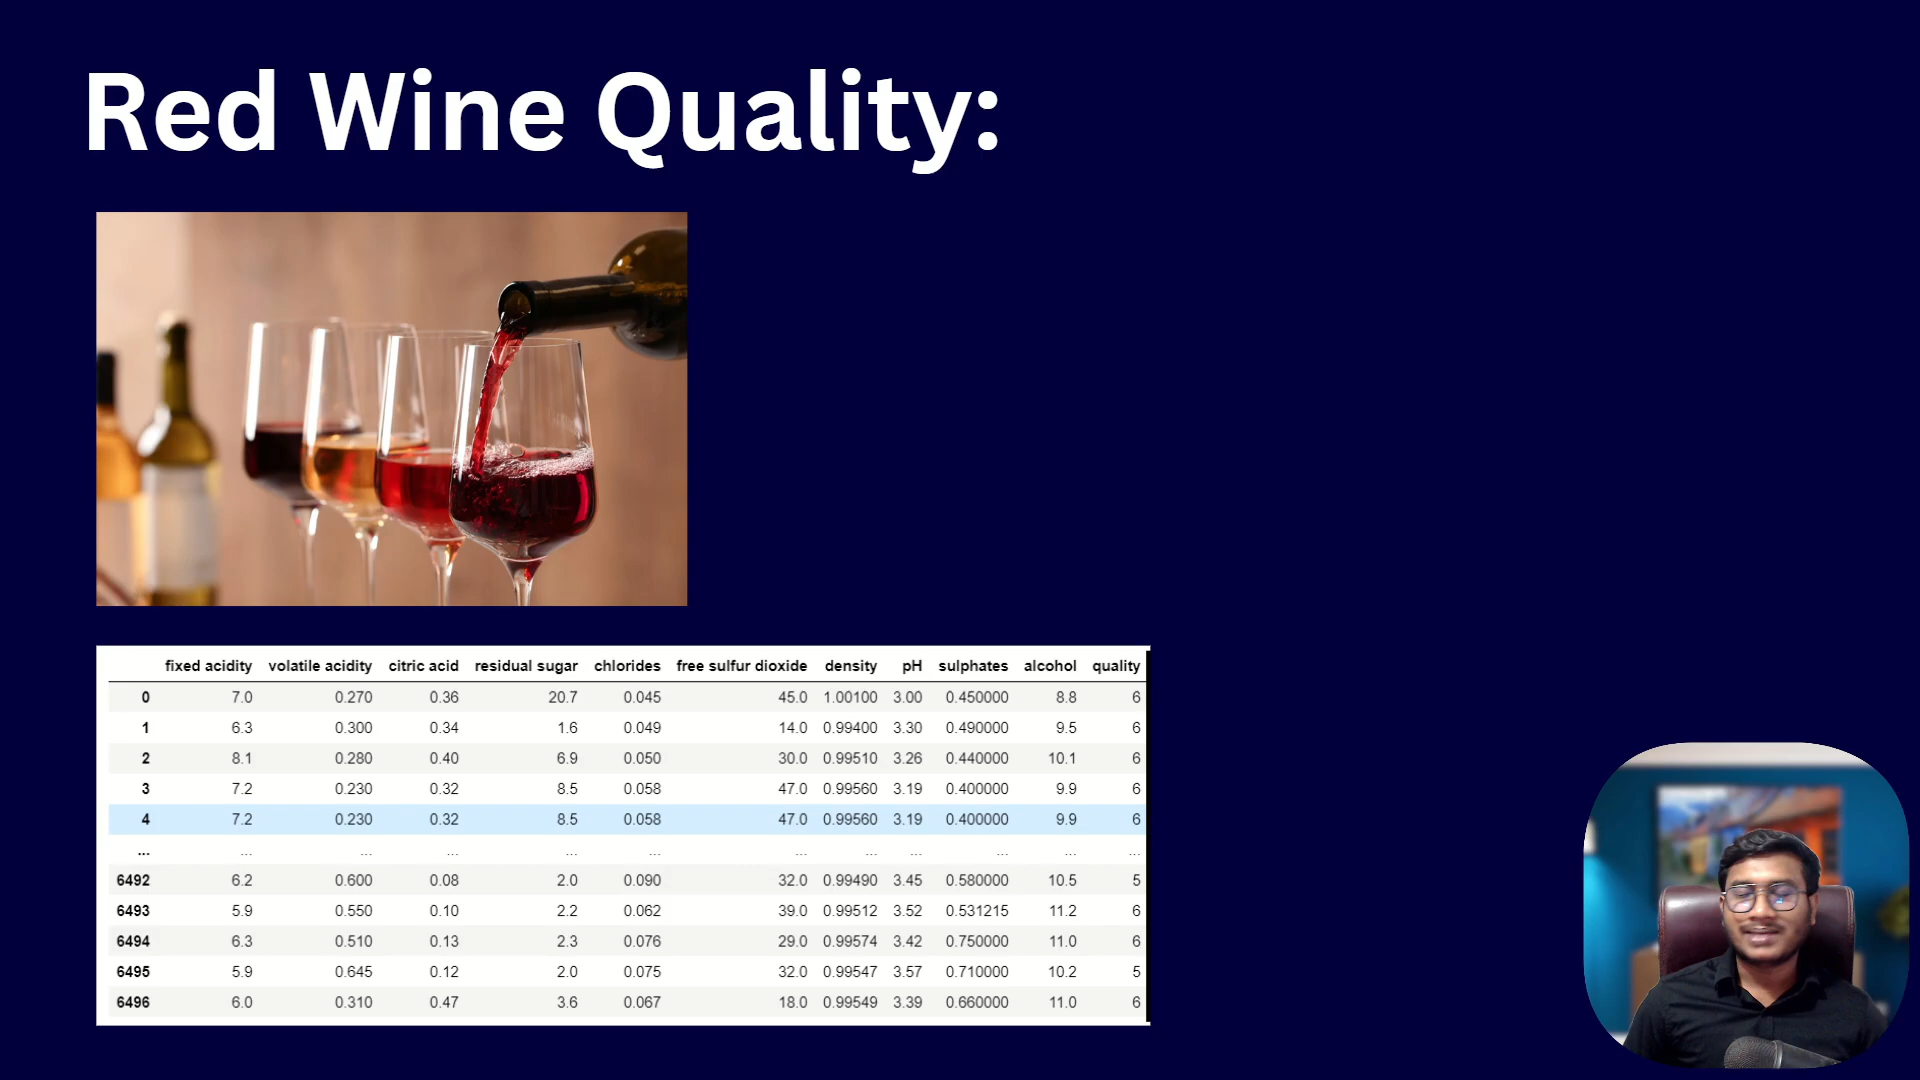 Red Wine Quality:
fixed acidity volatile acidity citric acid residual sugar chlorides free sulfur dioxide density pH sulphates alcohol quality
0 7.0 0.270 0.36 20.7 0.045 45.0 1.00100 3.00 0.450000 8.8 6
1 6.3 0.300 0.34 1.6 0.049 14.0 0.99400 3.30 0.490000 9.5 6
2 8.1 0.280 0.40 6.9 0.050 30.0 0.99510 3.26 0.440000 10.1 6
3 7.2 0.230 0.32 8.5 0.058 47.0 0.99560 3.19 0.400000 9.9 6
4 7.2 0.230 0.32 8.5 0.058 47.0 0.99560 3.19 0.400000 9.9 6
... ... ... ... ... ... ... ... ... ... ... ...
6492 6.2 0.600 0.08 2.0 0.090 32.0 0.99490 3.45 0.580000 10.5 5
6493 5.9 0.550 0.10 2.2 0.062 39.0 0.99512 3.52 0.531215 11.2 6
6494 6.3 0.510 0.13 2.3 0.076 29.0 0.99574 3.42 0.750000 11.0 6
6495 5.9 0.645 0.12 2.0 0.075 32.0 0.99547 3.57 0.710000 10.2 5
6496 6.0 0.310 0.47 3.6 0.067 18.0 0.99549 3.39 0.660000 11.0 6